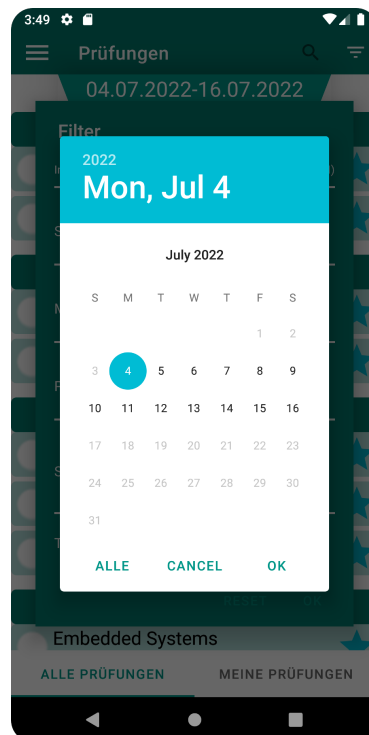 3:49
Prüfungen
04.07.2022-16.07.2022
Filter
2022
Mon, Jul 4
July 2022
S M T W T F S
1 2
3 4 5 6 7 8 9
10 11 12 13 14 15 16
17 18 19 20 21 22 23
24 25 26 27 28 29 30
31
ALLE CANCEL OK
RESET OK
Embedded Systems
ALLE PRÜFUNGEN MEINE PRÜFUNGEN